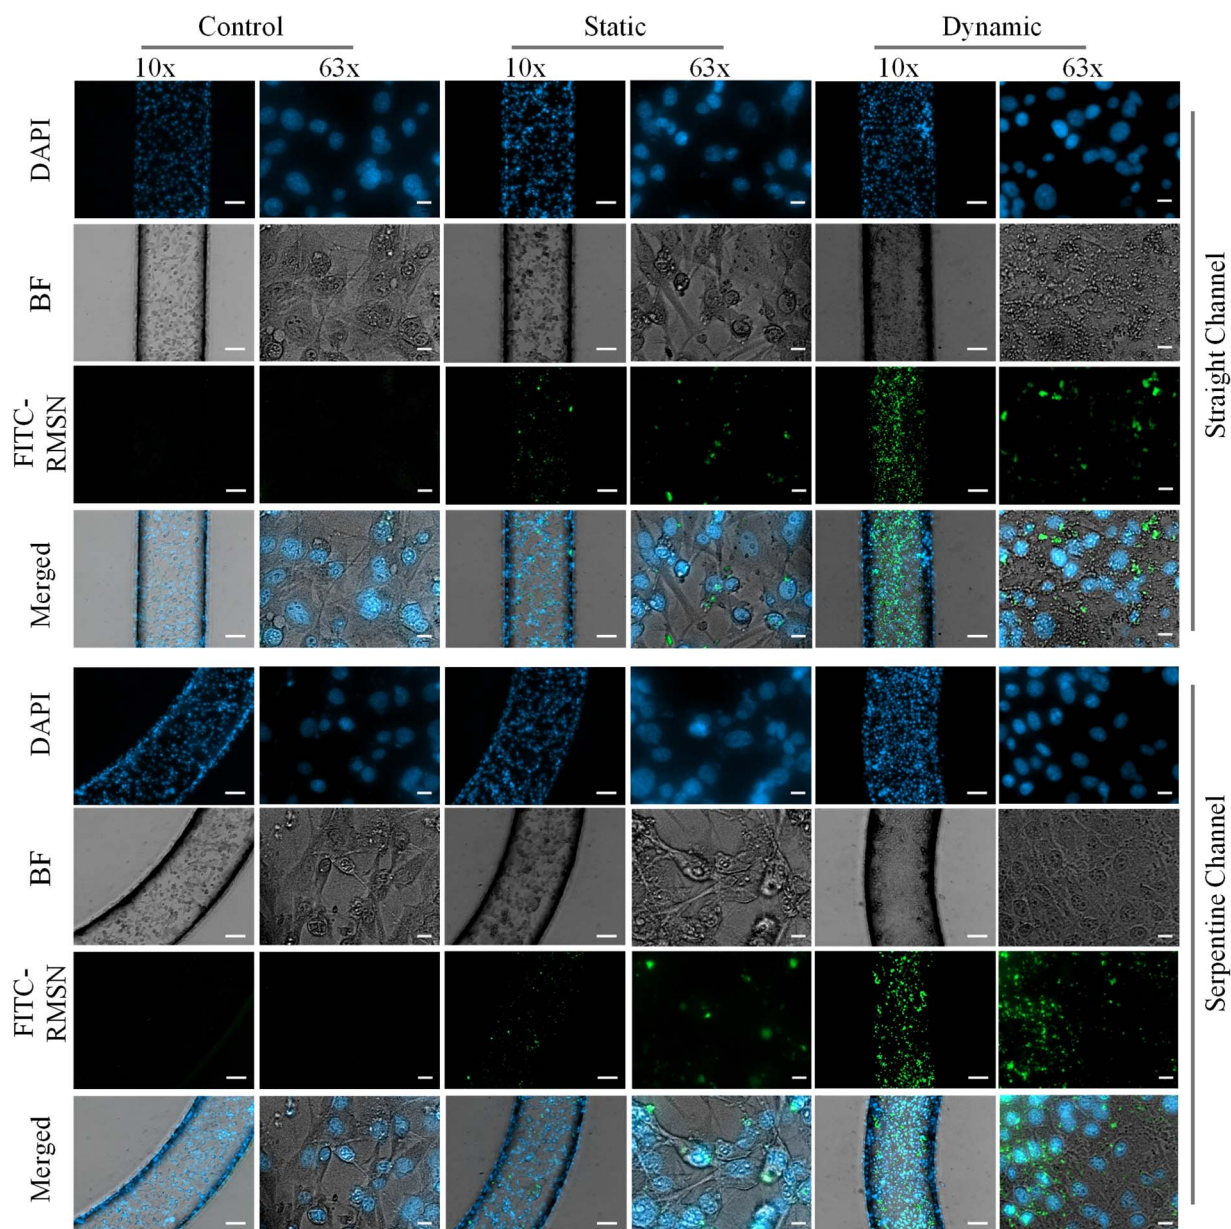 Control Static Dynamic
10x 63x 10x 63x 10x 63x
DAPI
BF
FITC-
RMSN
Merged
Straight Channel
DAPI
BF
FITC-
RMSN
Merged
Serpentine Channel